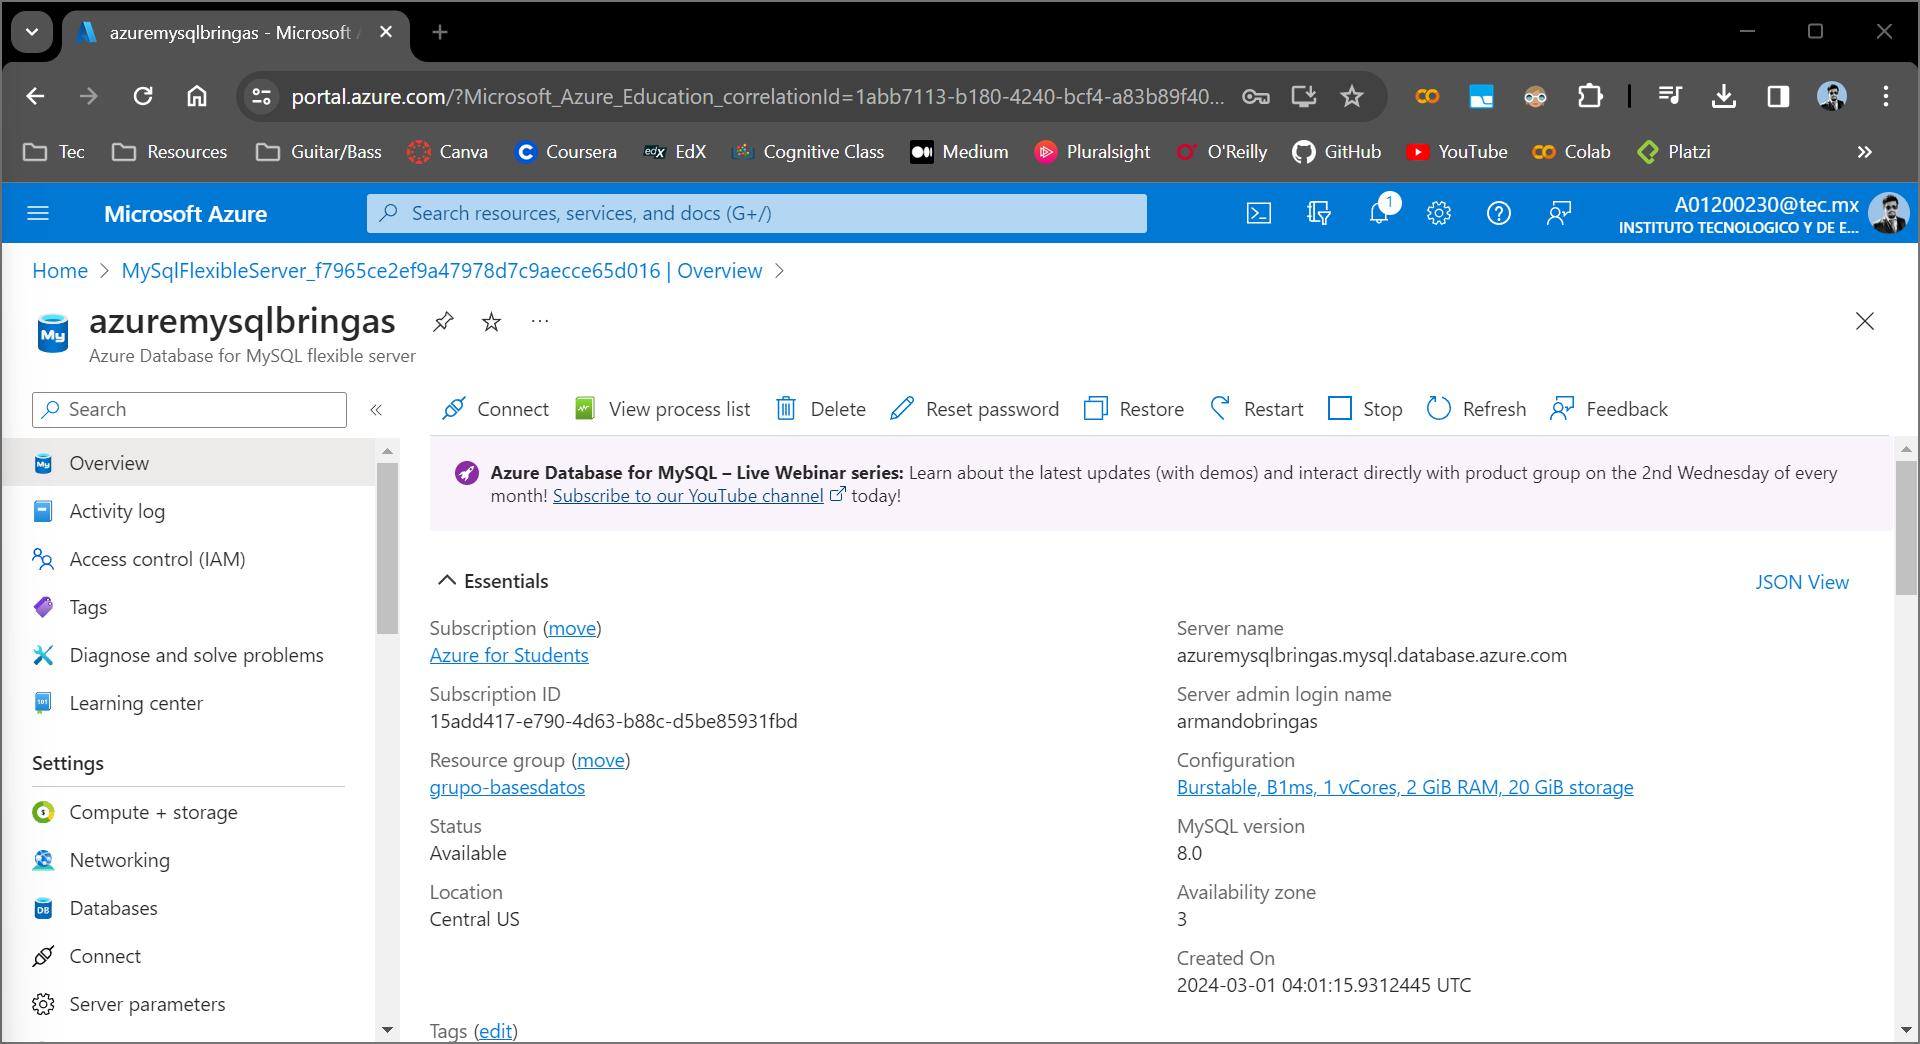 azuremysqlbringas - Microsoft A
portal.azure.com/?Microsoft_Azure_Education_correlationId=1abb7113-b180-4240-bcf4-a83b89f40...
Tec Resources Guitar/Bass Canva Coursera EdX Cognitive Class Medium Pluralsight O'Reilly GitHub YouTube Colab Platzi
Microsoft Azure
Search resources, services, and docs (G+/)
1
A01200230@tec.mx
INSTITUTO TECNOLOGICO Y DE E...
Home > MySqlFlexibleServer_f7965ce2ef9a47978d7c9aecce65d016 | Overview >
My
azuremysqlbringas
Azure Database for MySQL flexible server
Search
Connect View process list Delete Reset password Restore Restart Stop Refresh Feedback
Overview
Activity log
Access control (IAM)
Tags
Diagnose and solve problems
Learning center
Settings
Compute + storage
Networking
Databases
Connect
Server parameters
Azure Database for MySQL – Live Webinar series: Learn about the latest updates (with demos) and interact directly with product group on the 2nd Wednesday of every
month! Subscribe to our YouTube channel today!
Essentials
JSON View
Subscription (move)
Azure for Students
Subscription ID
15add417-e790-4d63-b88c-d5be85931fbd
Resource group (move)
grupo-basesdatos
Status
Available
Location
Central US
Server name
azuremysqlbringas.mysql.database.azure.com
Server admin login name
armandobringas
Configuration
Burstable, B1ms, 1 vCores, 2 GiB RAM, 20 GiB storage
MySQL version
8.0
Availability zone
3
Created On
2024-03-01 04:01:15.9312445 UTC
Tags (edit)